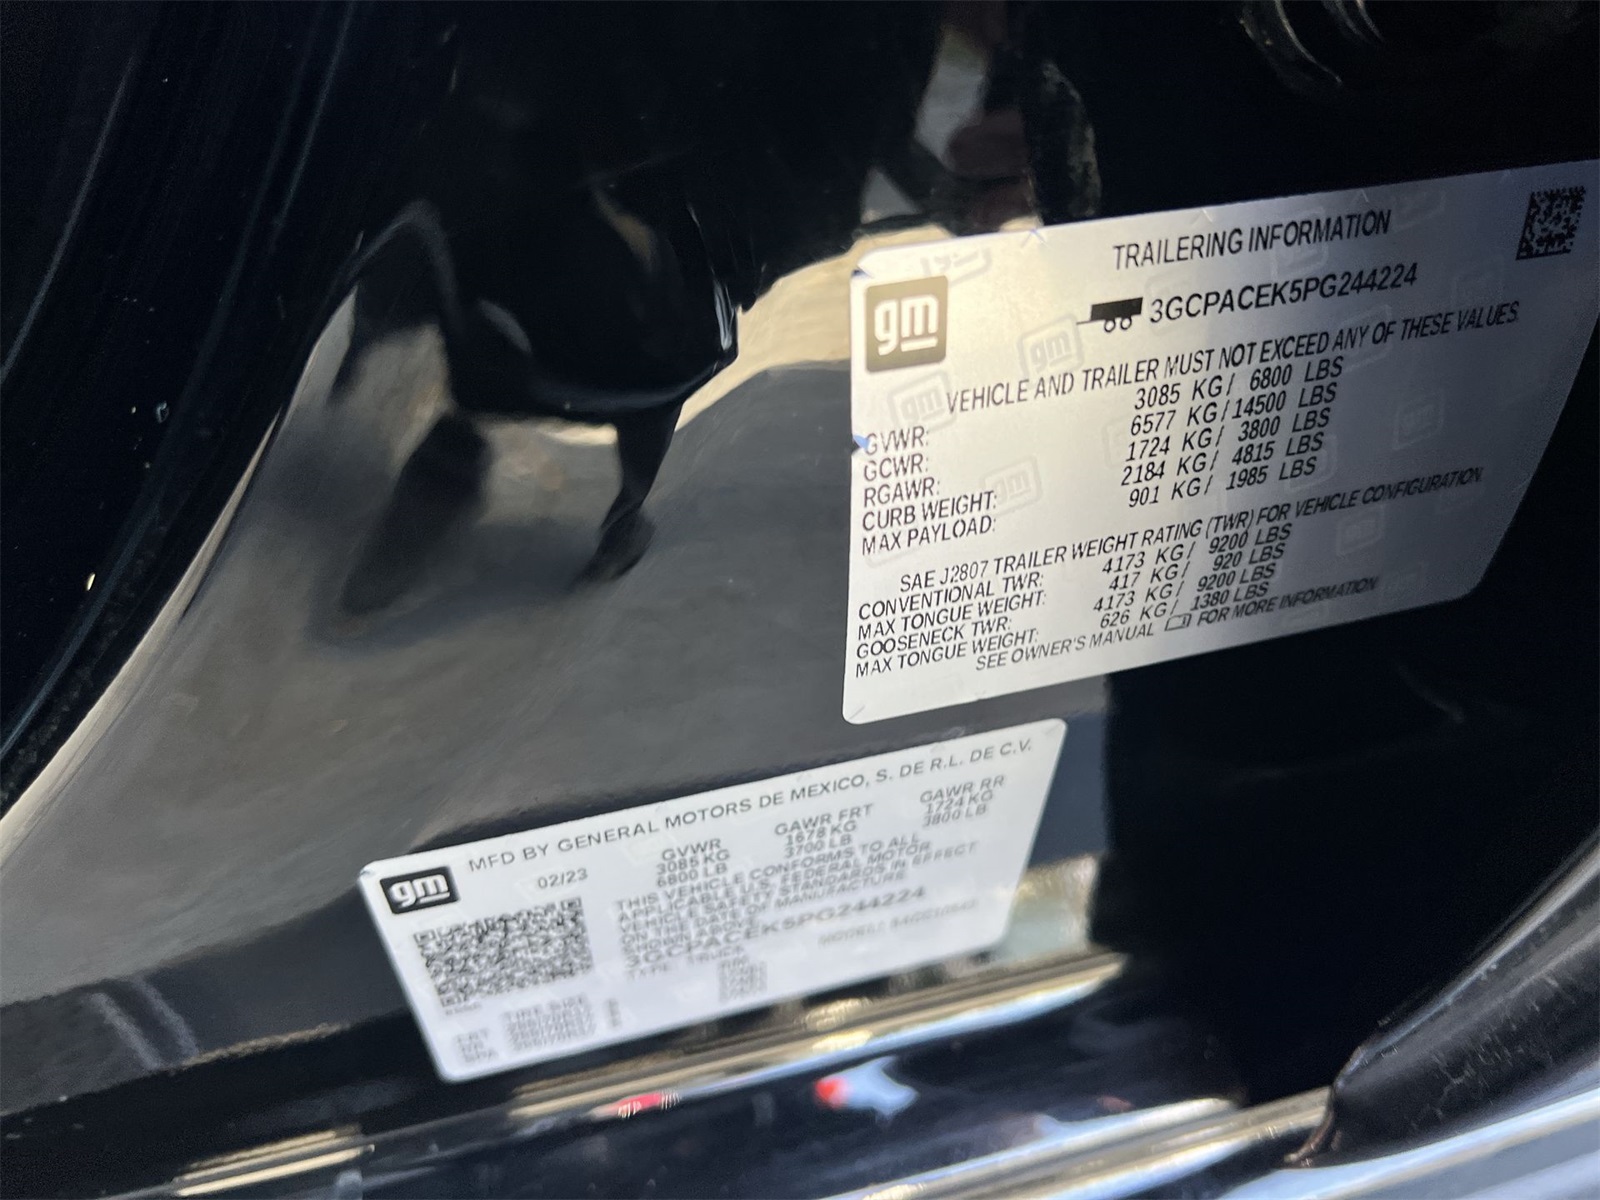 TRAILERING INFORMATION
gm
3GCPACEK5PG244224
VEHICLE AND TRAILER MUST NOT EXCEED ANY OF THESE VALUES
GVWR: 3085 KG/ 6800 LBS
GCWR: 6577 KG/14500 LBS
RGAWR: 1724 KG/ 3800 LBS
CURB WEIGHT: 2184 KG/ 4815 LBS
MAX PAYLOAD: 901 KG/ 1985 LBS
SAE J2807 TRAILER WEIGHT RATING (TWR) FOR VEHICLE CONFIGURATION
CONVENTIONAL TWR: 4173 KG/ 9200 LBS
MAX TONGUE WEIGHT: 417 KG/ 920 LBS
GOOSENECK TWR: 4173 KG/ 9200 LBS
MAX TONGUE WEIGHT: 626 KG/ 1380 LBS
SEE OWNER'S MANUAL FOR MORE INFORMATION
gm
MFD BY GENERAL MOTORS DE MEXICO, S. DE R.L. DE C.V.
02/23 GVWR GAWR FRT GAWR RR
3085 KG 1678 KG 1724 KG
6800 LB 3700 LB 3800 LB
THIS VEHICLE CONFORMS TO ALL
APPLICABLE U.S. FEDERAL MOTOR
VEHICLE SAFETY STANDARDS IN EFFECT
ON THE DATE OF MANUFACTURE
SHOWN ABOVE.
3GCPACEK5PG244224
TYPE: TRUCK MODEL:
TIRE SIZE
FRT
RR
SPA